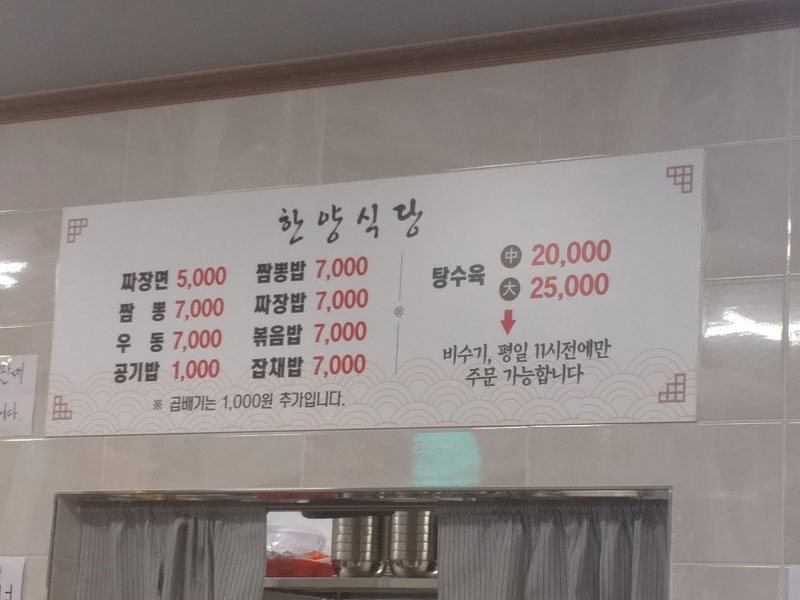 한양식당
짜장면 5,000
짬 뽕 7,000
우 동 7,000
공기밥 1,000
짬뽕밥 7,000
짜장밥 7,000
볶음밥 7,000
잡채밥 7,000
※ 곱배기는 1,000원 추가입니다.
탕수육
中 20,000
大 25,000
비수기, 평일 11시전에만
주문 가능합니다